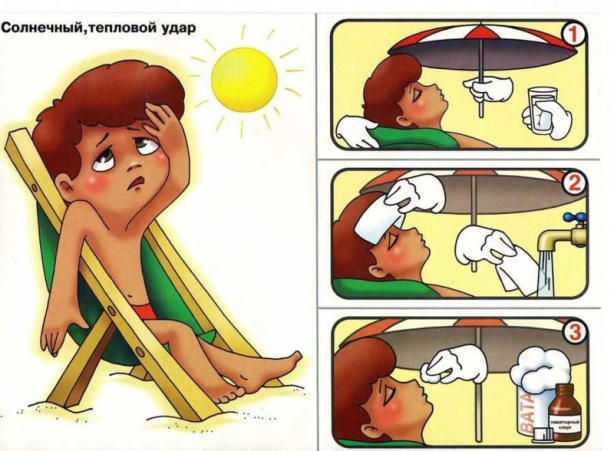 Солнечный,тепловой удар
1
2
3
ВАТА
нашатырный
спирт